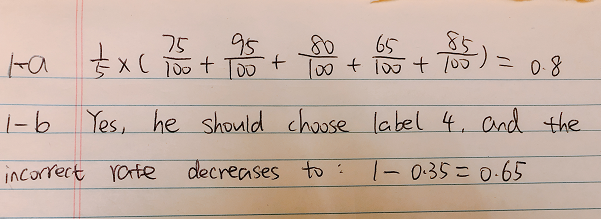 1-a 1/5 × ( 75/100 + 95/100 + 80/100 + 65/100 + 85/100 ) = 0.8
1-b Yes, he should choose label 4, and the
incorrect rate decreases to : 1 - 0.35 = 0.65